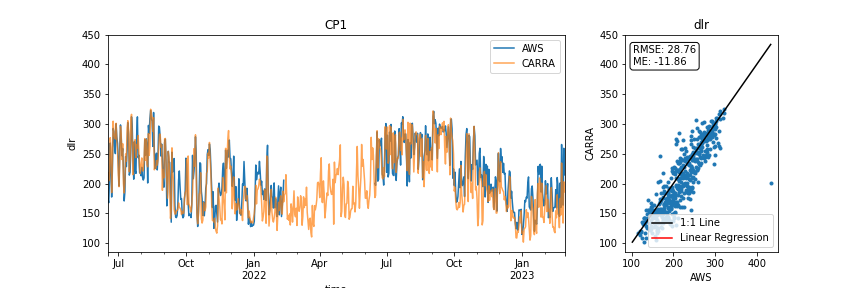 CP1
450
400
350
300
250
200
150
100
dlr
AWS
CARRA
Jul
Oct
Jan
2022
Apr
Jul
Oct
Jan
2023
dlr
450
400
350
300
250
200
150
100
CARRA
RMSE: 28.76
ME: -11.86
1:1 Line
Linear Regression
100
200
300
400
AWS